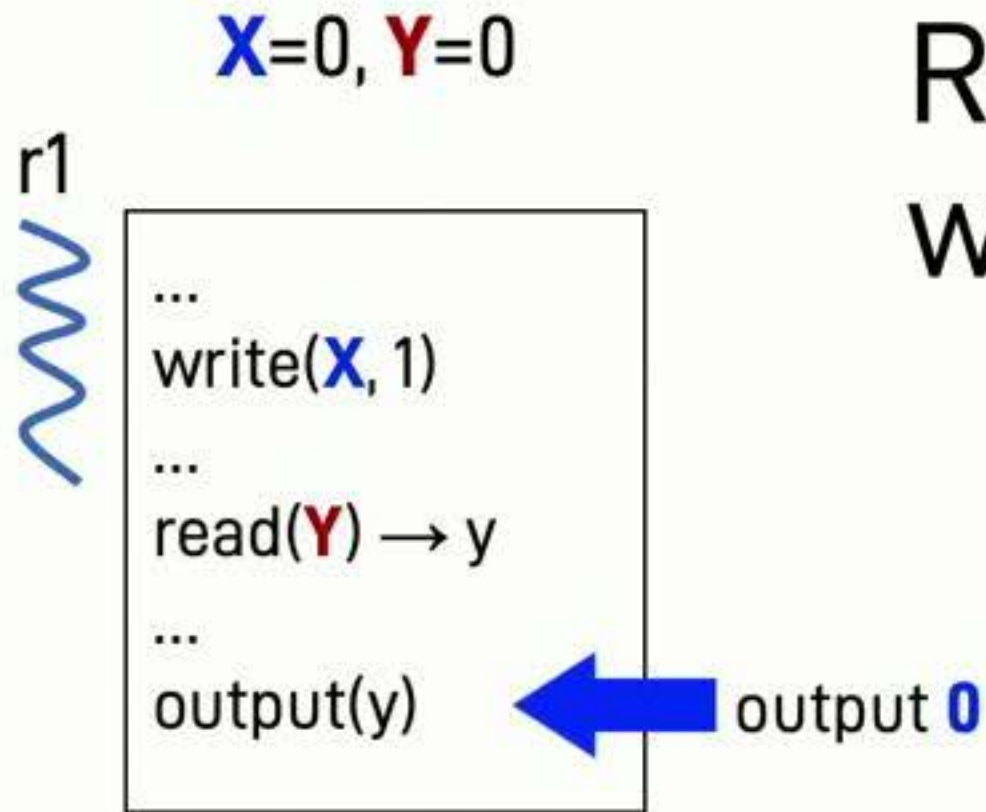 X=0, Y=0
R
W
r1
...
write(X, 1)
...
read(Y) → y
...
output(y)
output 0